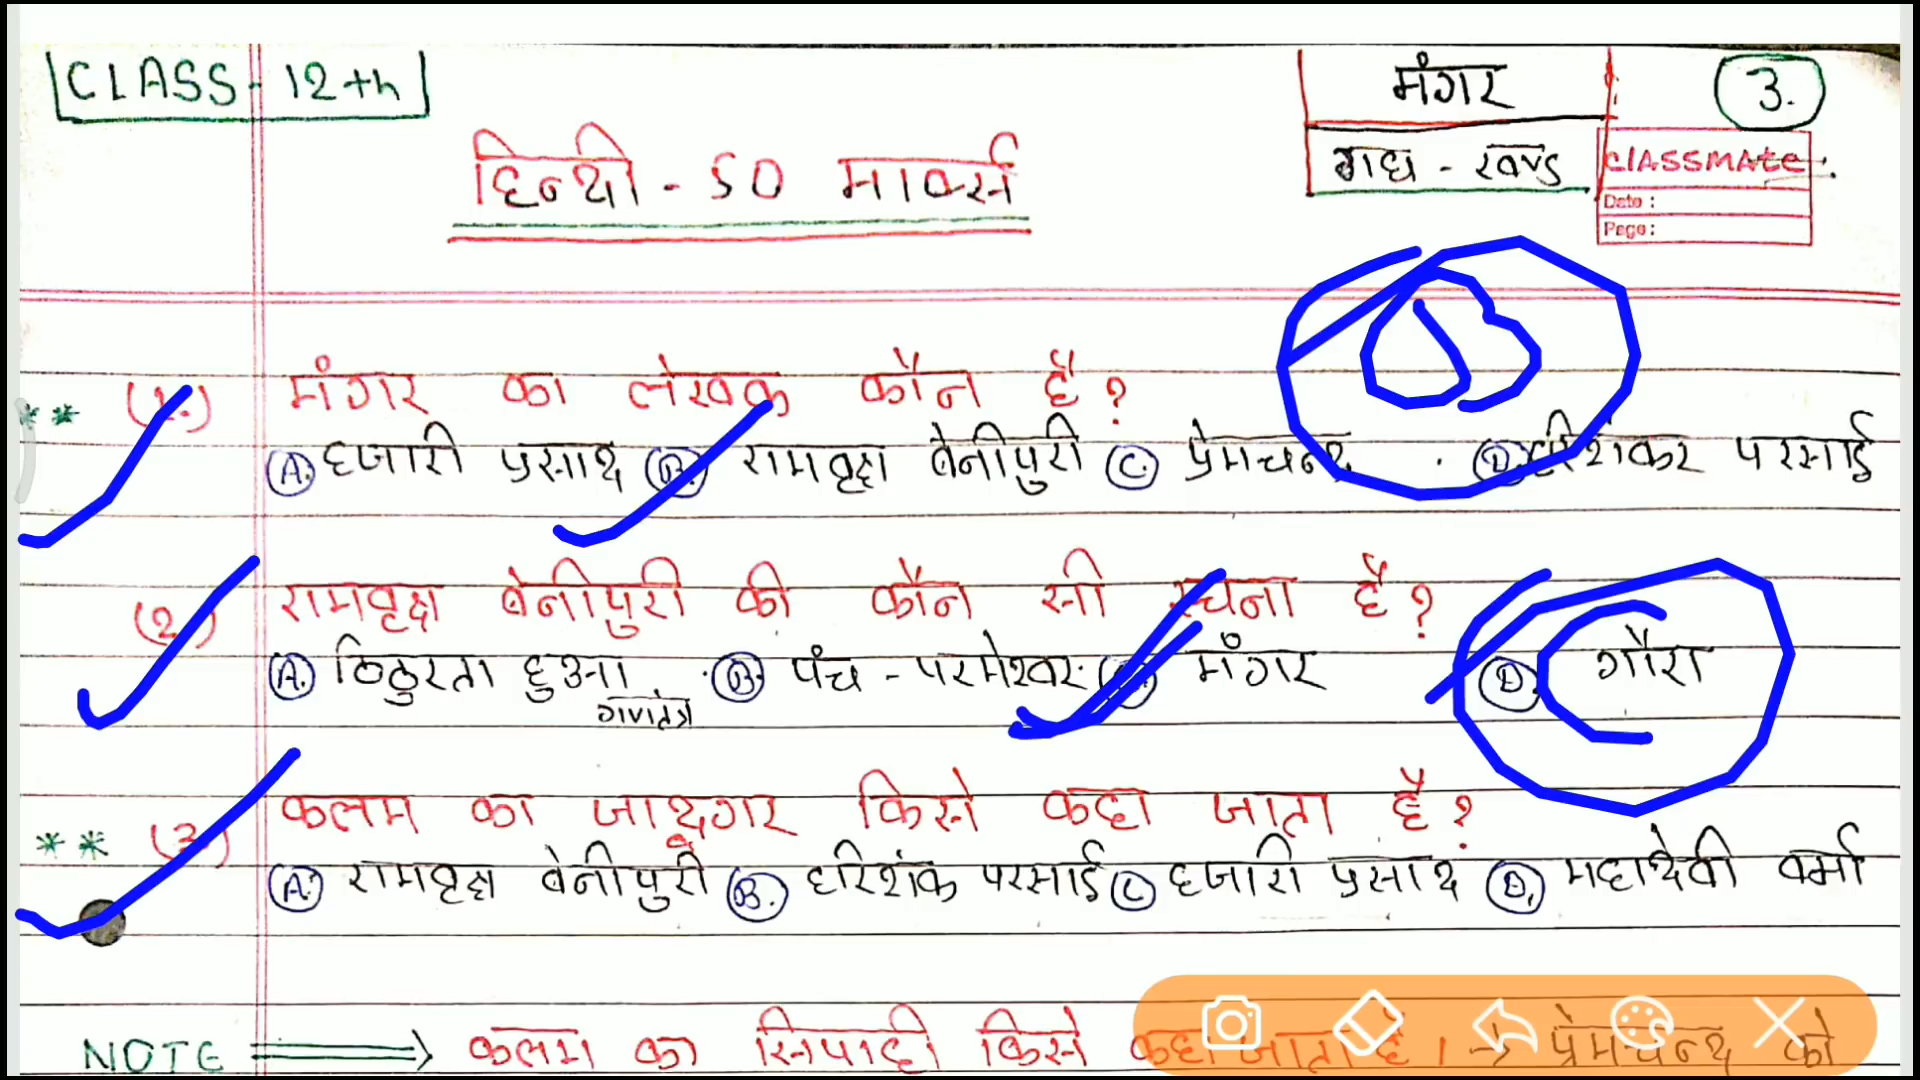 CLASS - 12th
मंगर
3.
हिन्दी - 50 मार्क्स
गद्य - खण्ड
CLASSMATE
Date :
Page :
B
** (1.) मंगर का लेखक कौन है?
(A.) हजारी प्रसाद (B.) रामवृक्ष बेनीपुरी (C.) प्रेमचन्द (D.) हरिशंकर परसाई
(2.) रामवृक्ष बेनीपुरी की कौन सी रचना है?
(A.) ठिठुरता हुआ गणतंत्र (B.) पंच - परमेश्वर (C.) मंगर (D.) गौरा
C
** (3.) कलम का जादूगर किसे कहा जाता है?
(A.) रामवृक्ष बेनीपुरी (B.) हरिशंक परसाई (C) हजारी प्रसाद (D.) महादेवी वर्मा
NOTE ⟹ कलम का सिपाही किसे कहा जाता है। → प्रेमचन्द को